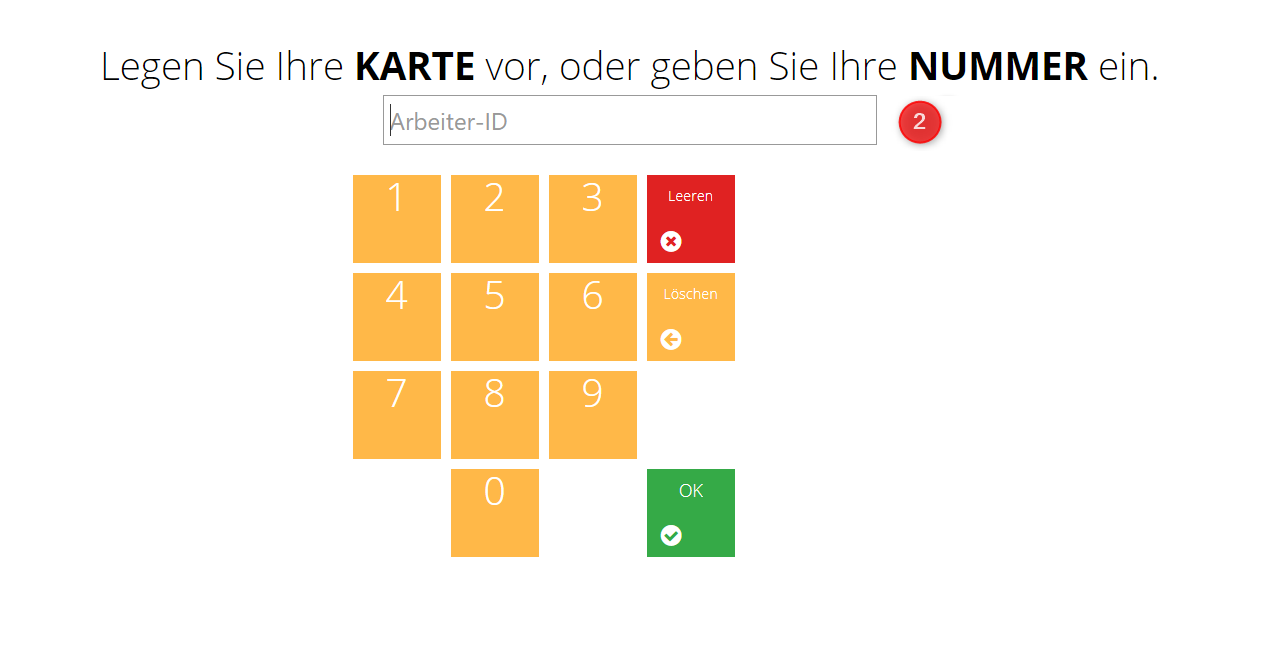 Legen Sie Ihre KARTE vor, oder geben Sie Ihre NUMMER ein.
Arbeiter-ID 2
1 2 3 Leeren
4 5 6 Löschen
7 8 9
0 OK